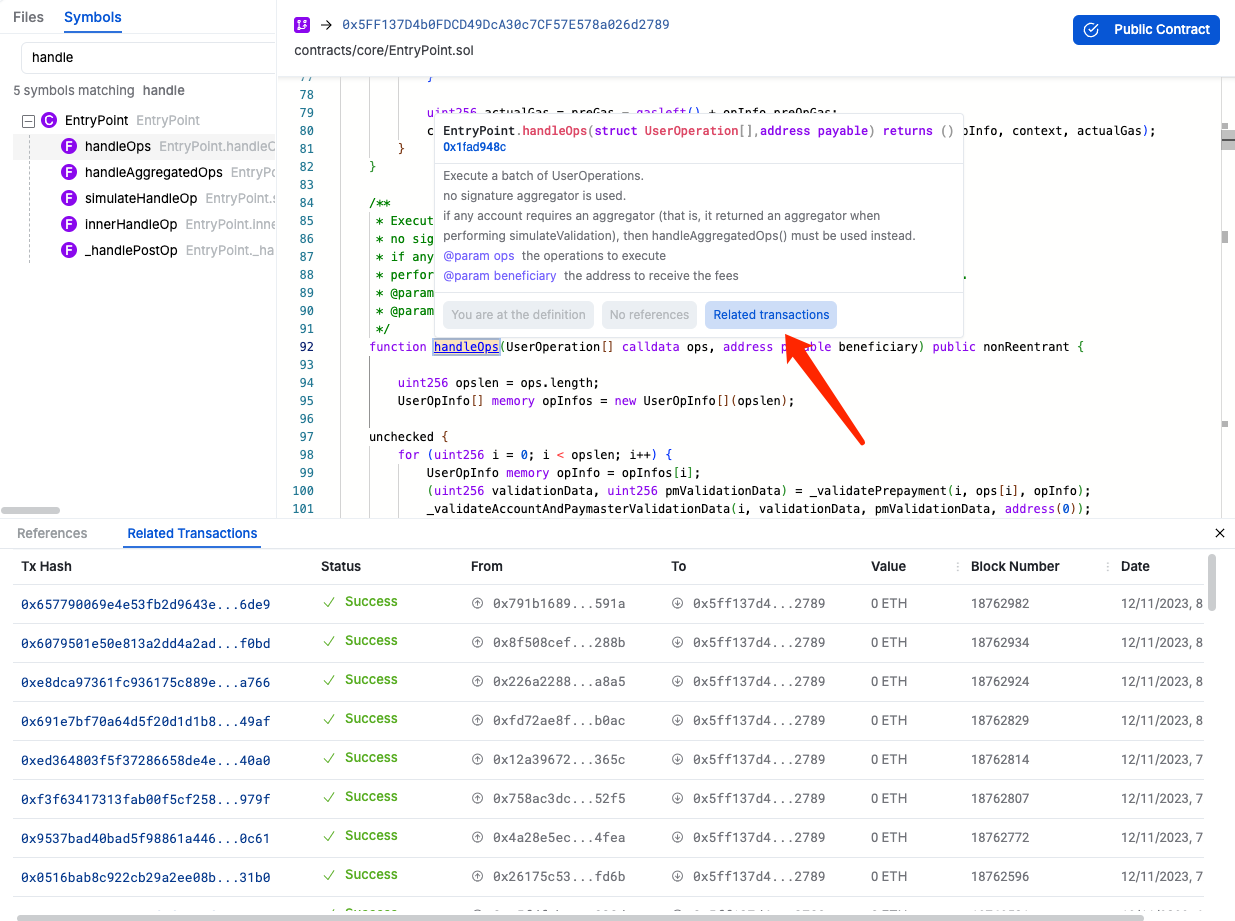 Files Symbols
handle
5 symbols matching handle
C EntryPoint EntryPoint
F handleOps EntryPoint.handleO
F handleAggregatedOps EntryPo
F simulateHandleOp EntryPoint.s
F innerHandleOp EntryPoint.inne
F _handlePostOp EntryPoint._ha
0x5FF137D4b0FDCD49DcA30c7CF57E578a026d2789
contracts/core/EntryPoint.sol
Public Contract
77 }
78
79 uint256 actualGas = preGas - gasleft() + opInfo.preOpGas;
80 c pInfo, context, actualGas);
81 }
82 }
83
84 /**
85 * Execut
86 * no sig
87 * if any
88 * perfor .
89 * @param
90 * @param
91 */
EntryPoint.handleOps(struct UserOperation[],address payable) returns ()
0x1fad948c
Execute a batch of UserOperations.
no signature aggregator is used.
if any account requires an aggregator (that is, it returned an aggregator when
performing simulateValidation), then handleAggregatedOps() must be used instead.
@param ops the operations to execute
@param beneficiary the address to receive the fees
You are at the definition No references Related transactions
92 function handleOps(UserOperation[] calldata ops, address payable beneficiary) public nonReentrant {
93
94 uint256 opslen = ops.length;
95 UserOpInfo[] memory opInfos = new UserOpInfo[](opslen);
96
97 unchecked {
98 for (uint256 i = 0; i < opslen; i++) {
99 UserOpInfo memory opInfo = opInfos[i];
100 (uint256 validationData, uint256 pmValidationData) = _validatePrepayment(i, ops[i], opInfo);
101 _validateAccountAndPaymasterValidationData(i, validationData, pmValidationData, address(0));
References Related Transactions
Tx Hash Status From To Value Block Number Date
0x657790069e4e53fb2d9643e...6de9 Success 0x791b1689...591a 0x5ff137d4...2789 0 ETH 18762982 12/11/2023, 8
0x6079501e50e813a2dd4a2ad...f0bd Success 0x8f508cef...288b 0x5ff137d4...2789 0 ETH 18762934 12/11/2023, 8
0xe8dca97361fc936175c889e...a766 Success 0x226a2288...a8a5 0x5ff137d4...2789 0 ETH 18762924 12/11/2023, 8
0x691e7bf70a64d5f20d1d1b8...49af Success 0xfd72ae8f...b0ac 0x5ff137d4...2789 0 ETH 18762829 12/11/2023, 8
0xed364803f5f37286658de4e...40a0 Success 0x12a39672...365c 0x5ff137d4...2789 0 ETH 18762814 12/11/2023, 7
0xf3f63417313fab00f5cf258...979f Success 0x758ac3dc...52f5 0x5ff137d4...2789 0 ETH 18762807 12/11/2023, 7
0x9537bad40bad5f98861a446...0c61 Success 0x4a28e5ec...4fea 0x5ff137d4...2789 0 ETH 18762772 12/11/2023, 7
0x0516bab8c922cb29a2ee08b...31b0 Success 0x26175c53...fd6b 0x5ff137d4...2789 0 ETH 18762596 12/11/2023, 7